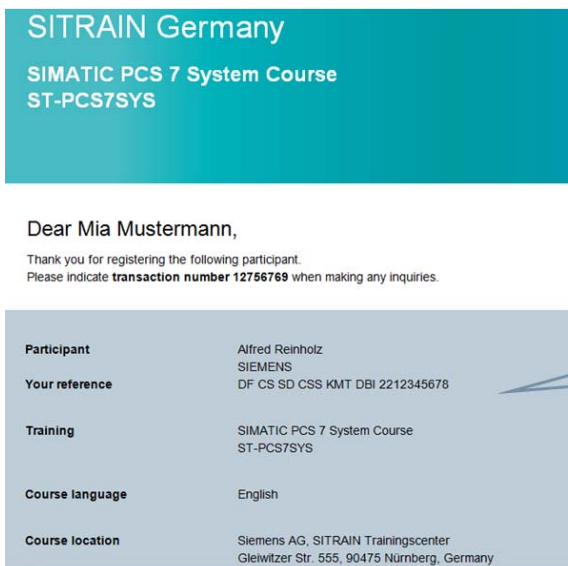 SITRAIN Germany
SIMATIC PCS 7 System Course
ST-PCS7SYS
Dear Mia Mustermann,
Thank you for registering the following participant.
Please indicate transaction number 12756769 when making any inquiries.
Participant Alfred Reinholz
SIEMENS
Your reference DF CS SD CSS KMT DBI 2212345678
Training SIMATIC PCS 7 System Course
ST-PCS7SYS
Course language English
Course location Siemens AG, SITRAIN Trainingscenter
Gleiwitzer Str. 555, 90475 Nürnberg, Germany